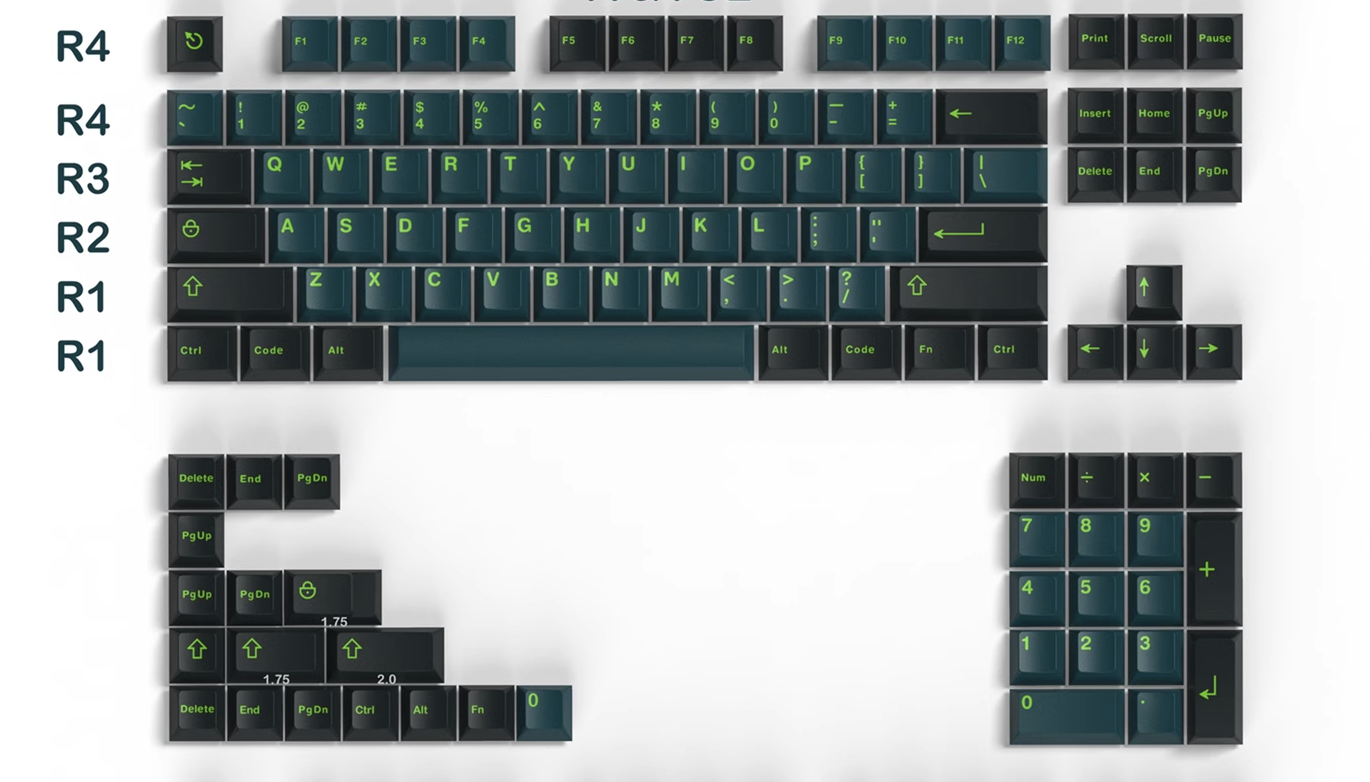 R4 F1 F2 F3 F4 F5 F6 F7 F8 F9 F10 F11 F12 Print Scroll Pause
R4 ~ ! @ # $ % ^ & * ( ) — + ← Insert Home PgUp
` 1 2 3 4 5 6 7 8 9 0 - =
R3 Q W E R T Y U I O P { } | Delete End PgDn
[ ] \
R2 A S D F G H J K L : "
; '
R1 Z X C V B N M < > ? ↑
, . /
R1 Ctrl Code Alt Alt Code Fn Ctrl ← ↓ →
Delete End PgDn
PgUp
PgUp PgDn
1.75
1.75 2.0
Delete End PgDn Ctrl Alt Fn 0
Num ÷ × −
7 8 9 +
4 5 6
1 2 3
0 .